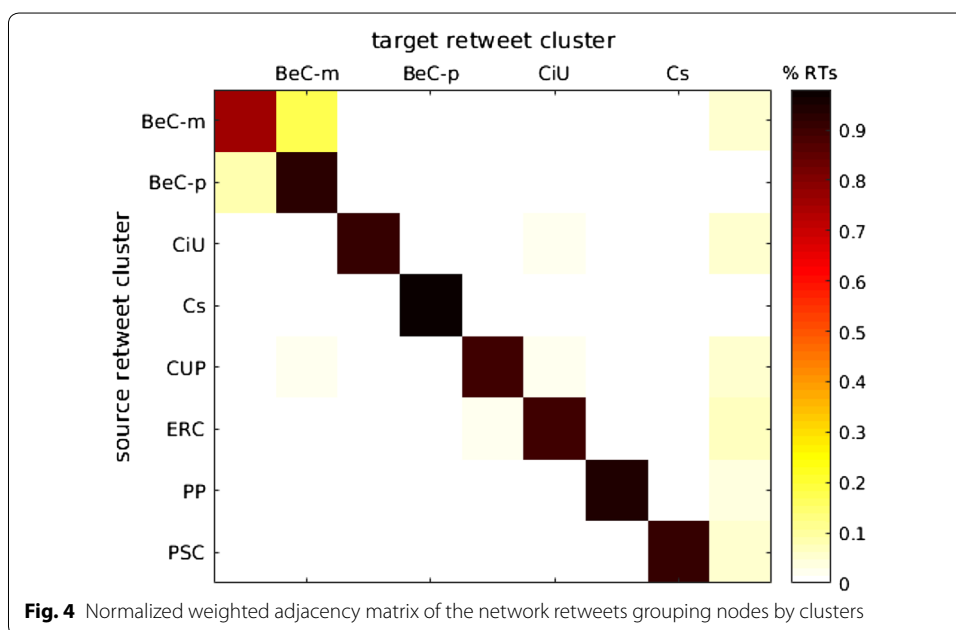 target retweet cluster
BeC-m BeC-p CiU Cs % RTs
source retweet cluster
BeC-m
BeC-p
CiU
Cs
CUP
ERC
PP
PSC
0.9
0.8
0.7
0.6
0.5
0.4
0.3
0.2
0.1
0
Fig. 4 Normalized weighted adjacency matrix of the network retweets grouping nodes by clusters